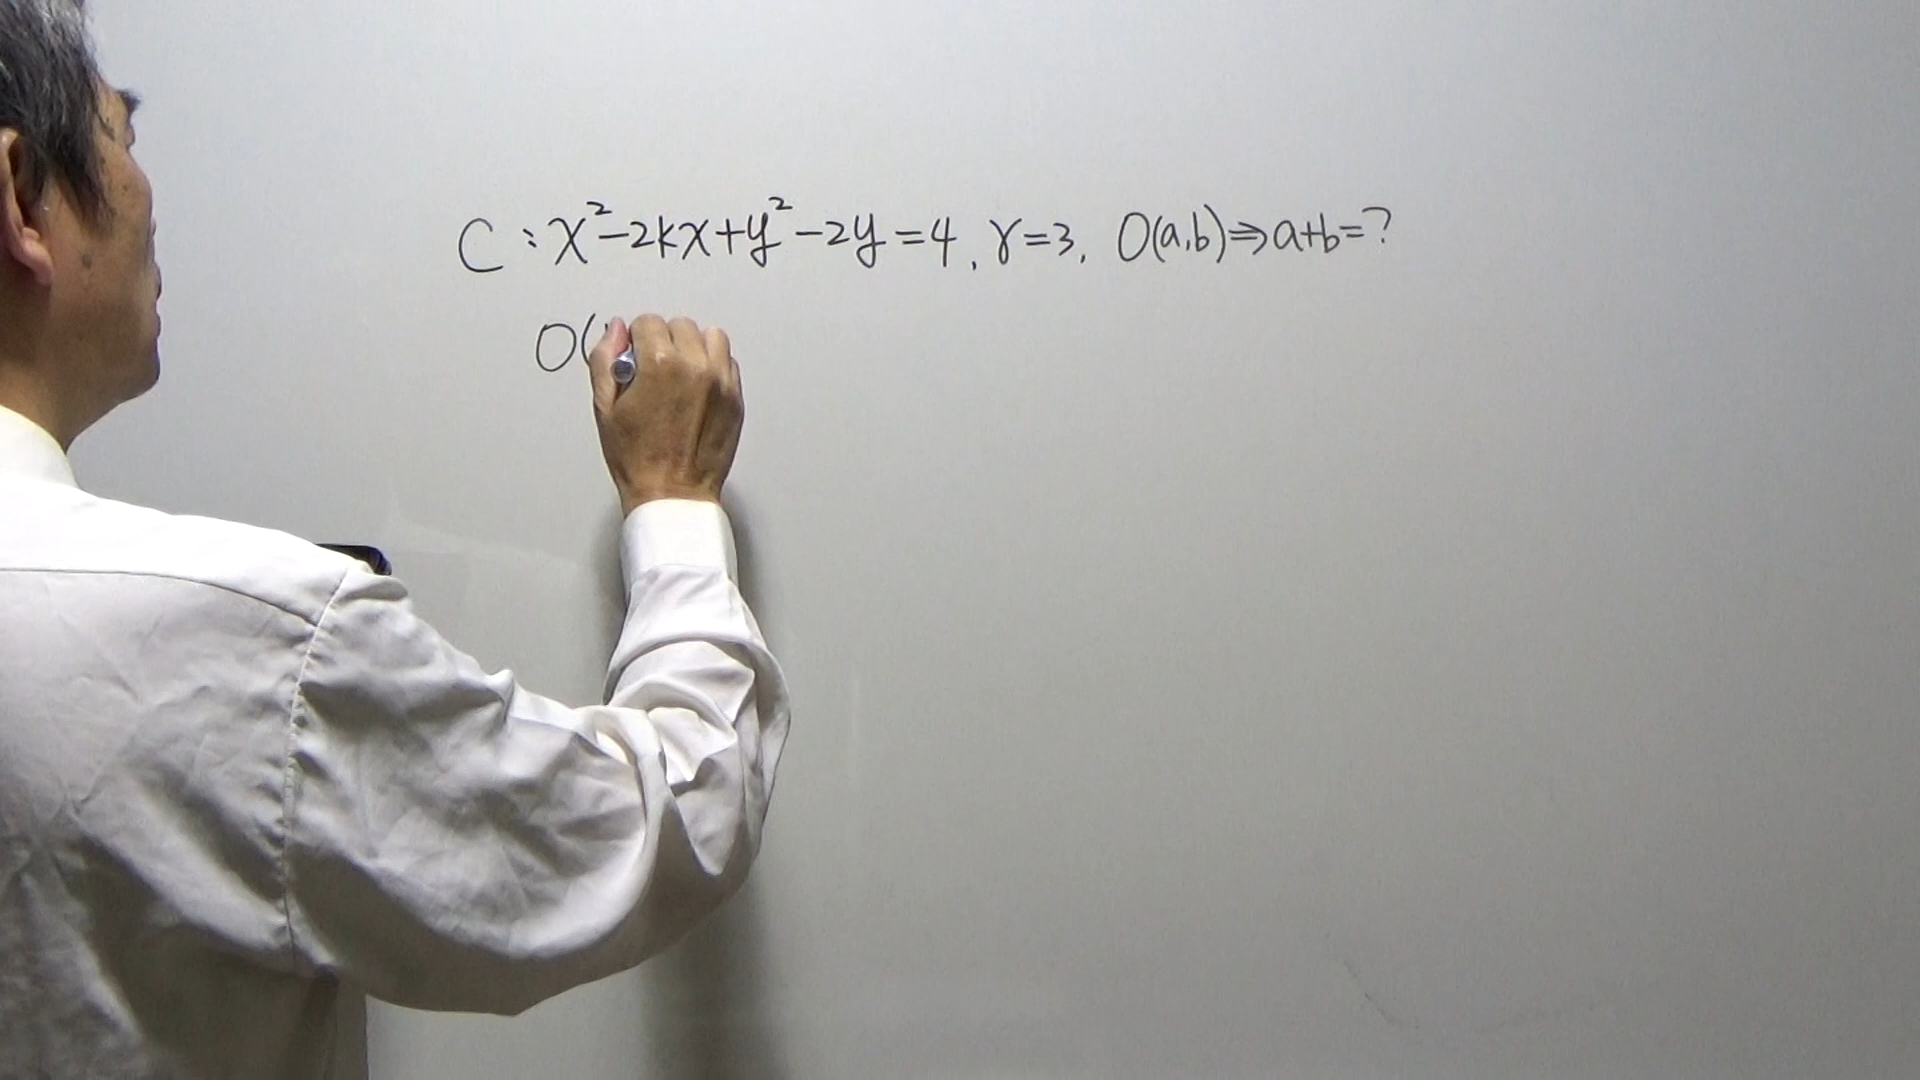 C : x²-2kx+y²-2y=4, r=3, O(a,b)⇒a+b=?
O(